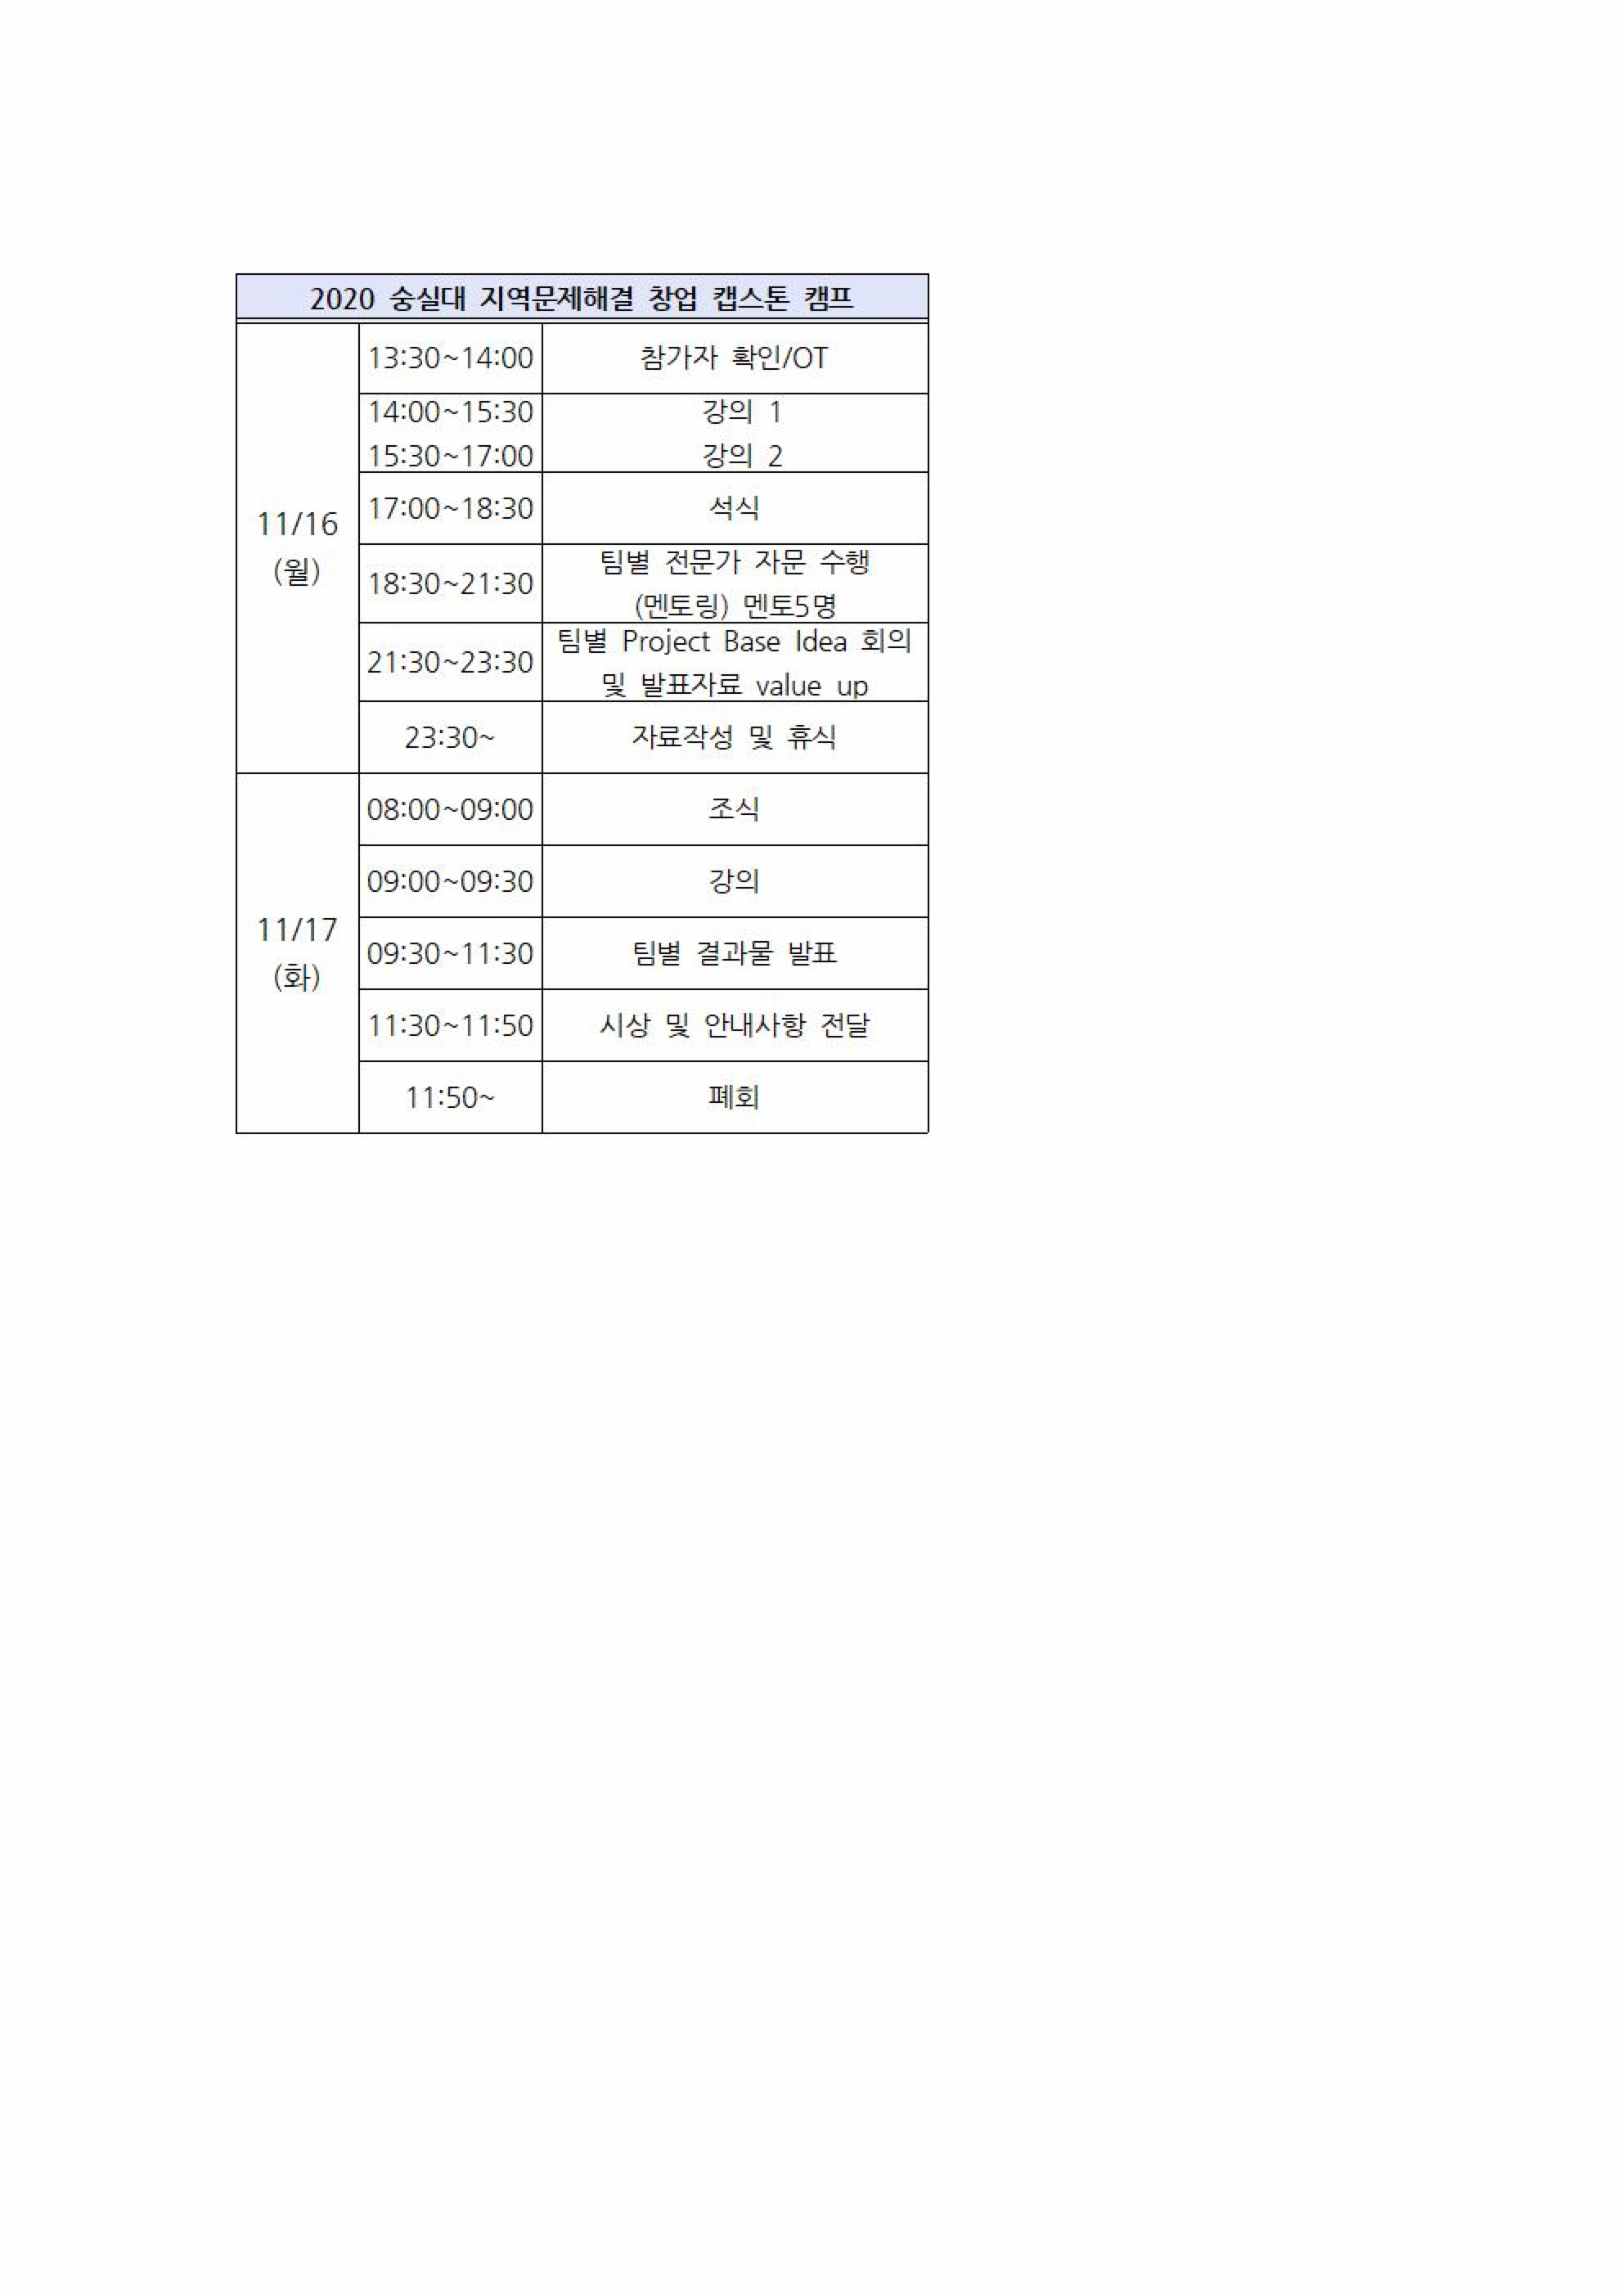 2020 숭실대 지역문제해결 창업 캡스톤 캠프
11/16
(월)
13:30~14:00 참가자 확인/OT
14:00~15:30 강의 1
15:30~17:00 강의 2
17:00~18:30 석식
18:30~21:30 팀별 전문가 자문 수행
(멘토링) 멘토5명
21:30~23:30 팀별 Project Base Idea 회의
및 발표자료 value up
23:30~ 자료작성 및 휴식
11/17
(화)
08:00~09:00 조식
09:00~09:30 강의
09:30~11:30 팀별 결과물 발표
11:30~11:50 시상 및 안내사항 전달
11:50~ 폐회